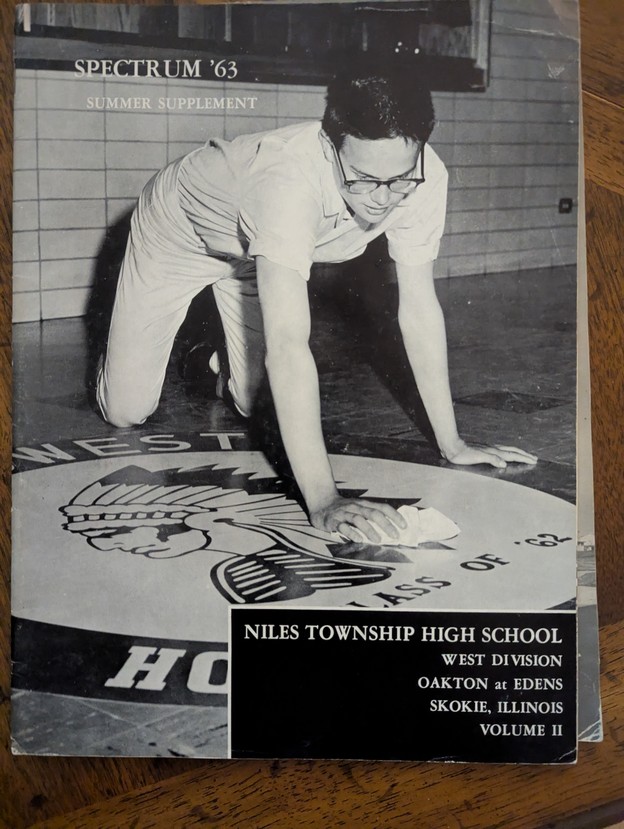 SPECTRUM '63
SUMMER SUPPLEMENT
WEST
CLASS OF '62
HO
NILES TOWNSHIP HIGH SCHOOL
WEST DIVISION
OAKTON at EDENS
SKOKIE, ILLINOIS
VOLUME II